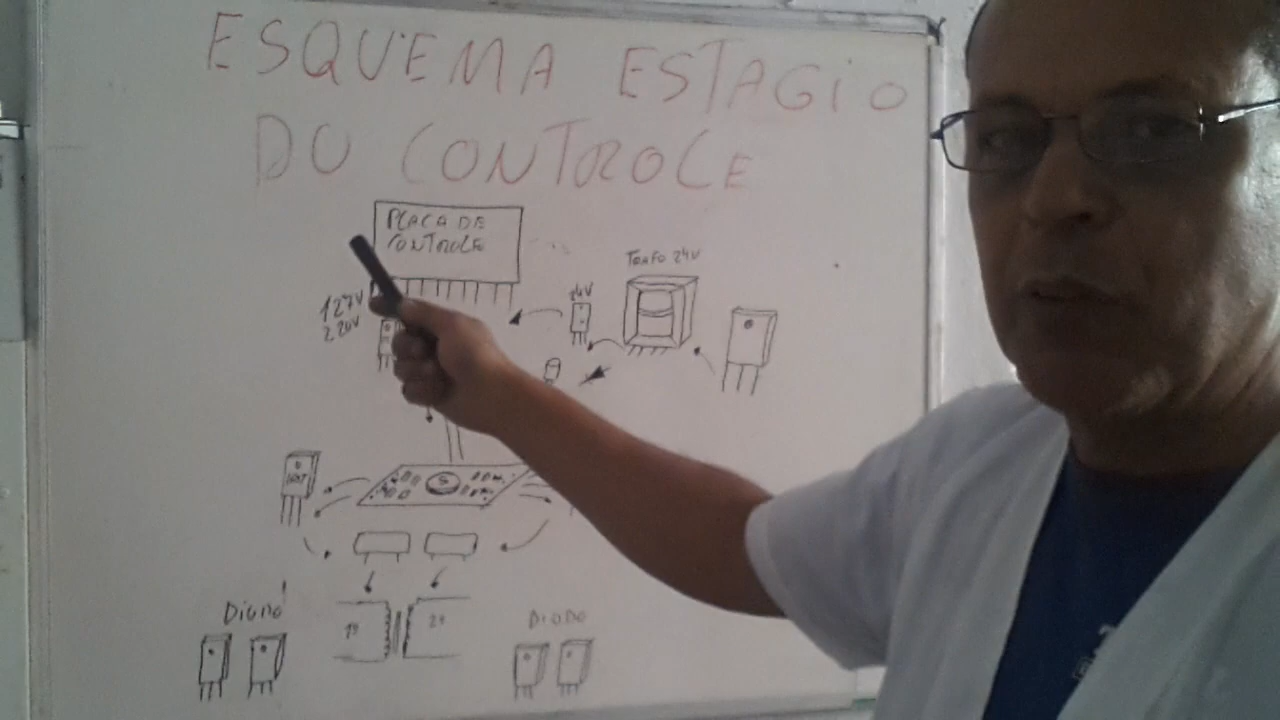 ESQUEMA ESTAGIO
DO CONTROLE
PLACA DE
CONTROLE
TRAFO 24V
24V
127V
220V
DIODO
DIODO